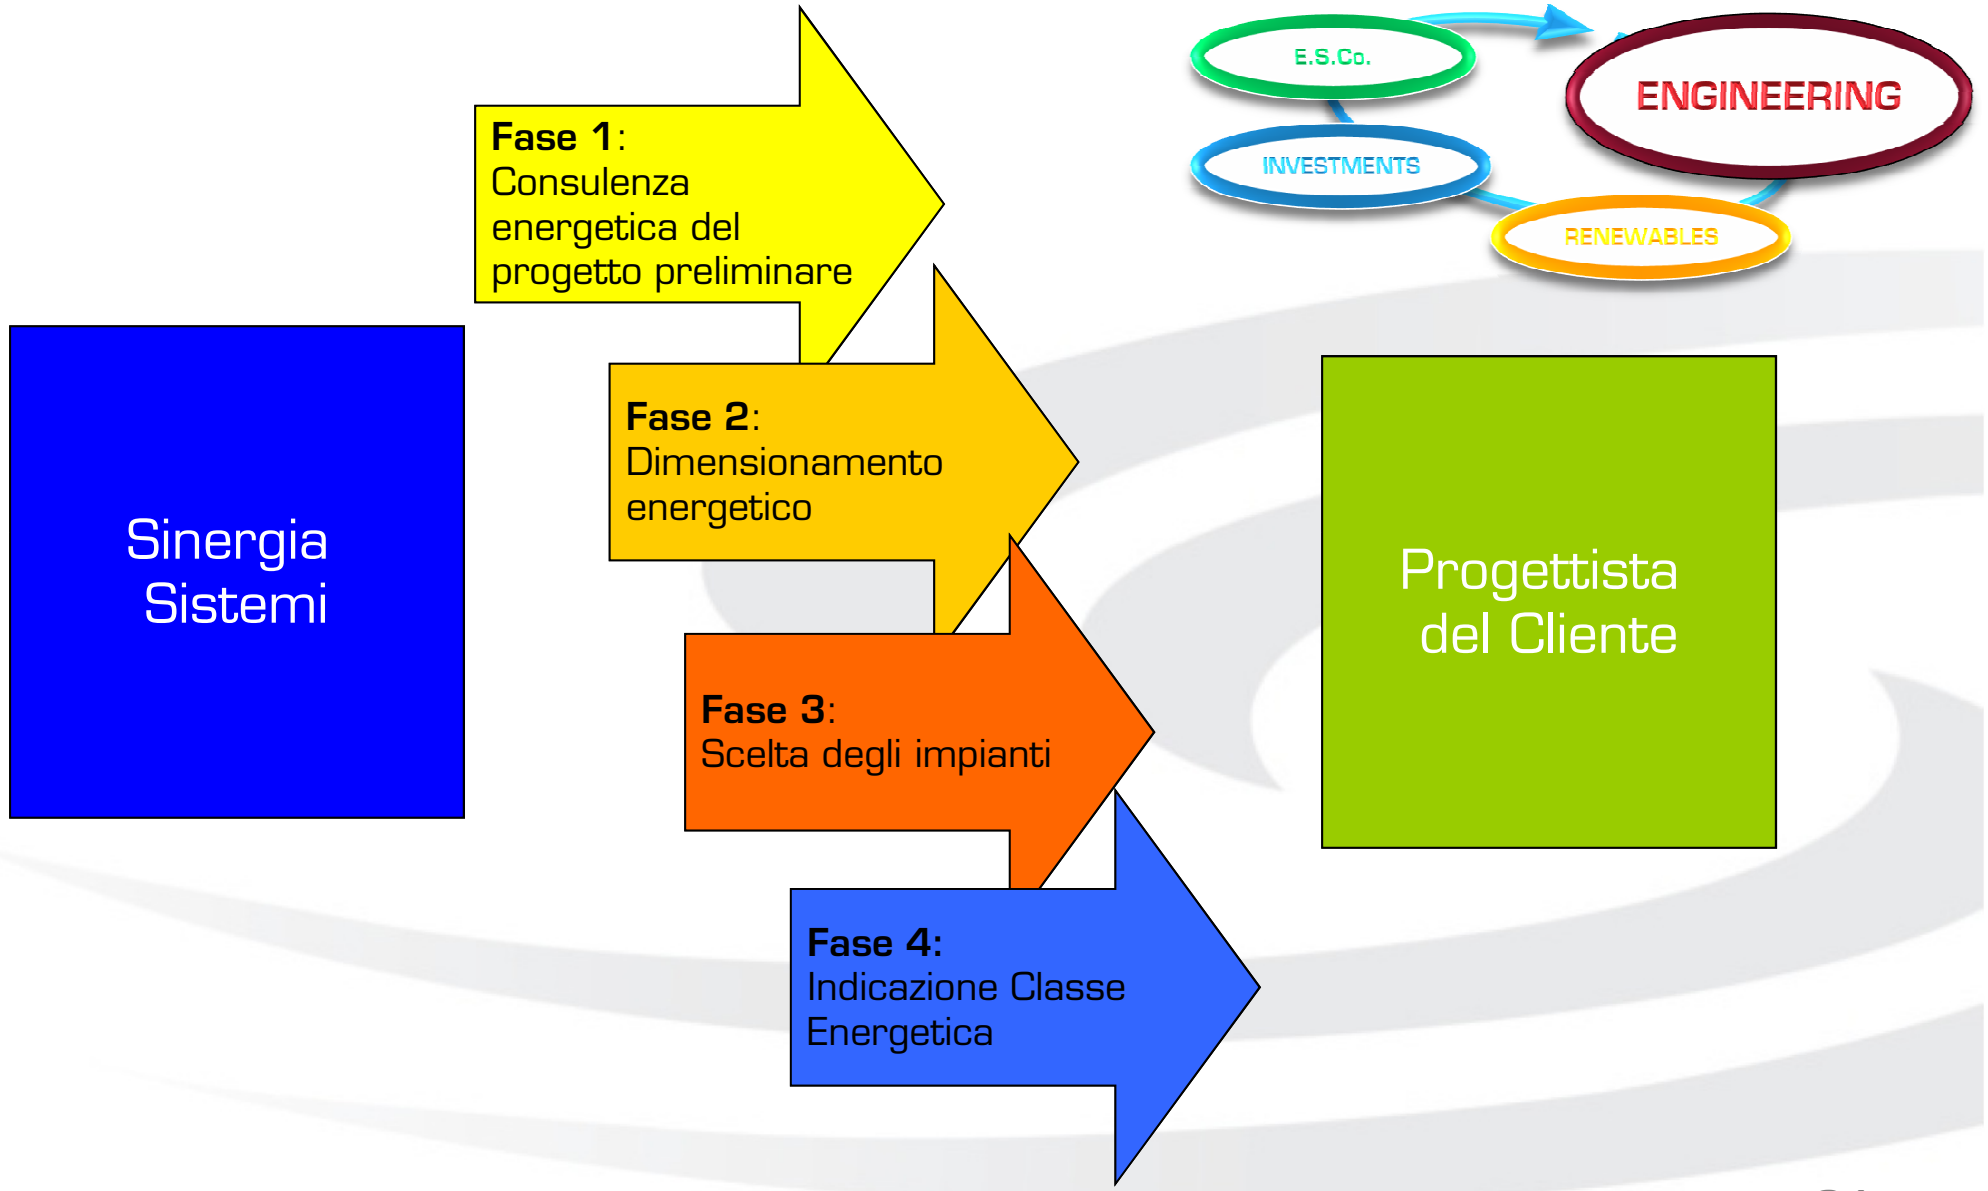 E.S.Co.
ENGINEERING
INVESTMENTS
RENEWABLES
Fase 1:
Consulenza
energetica del
progetto preliminare
Fase 2:
Dimensionamento
energetico
Sinergia
Sistemi
Progettista
del Cliente
Fase 3:
Scelta degli impianti
Fase 4:
Indicazione Classe
Energetica